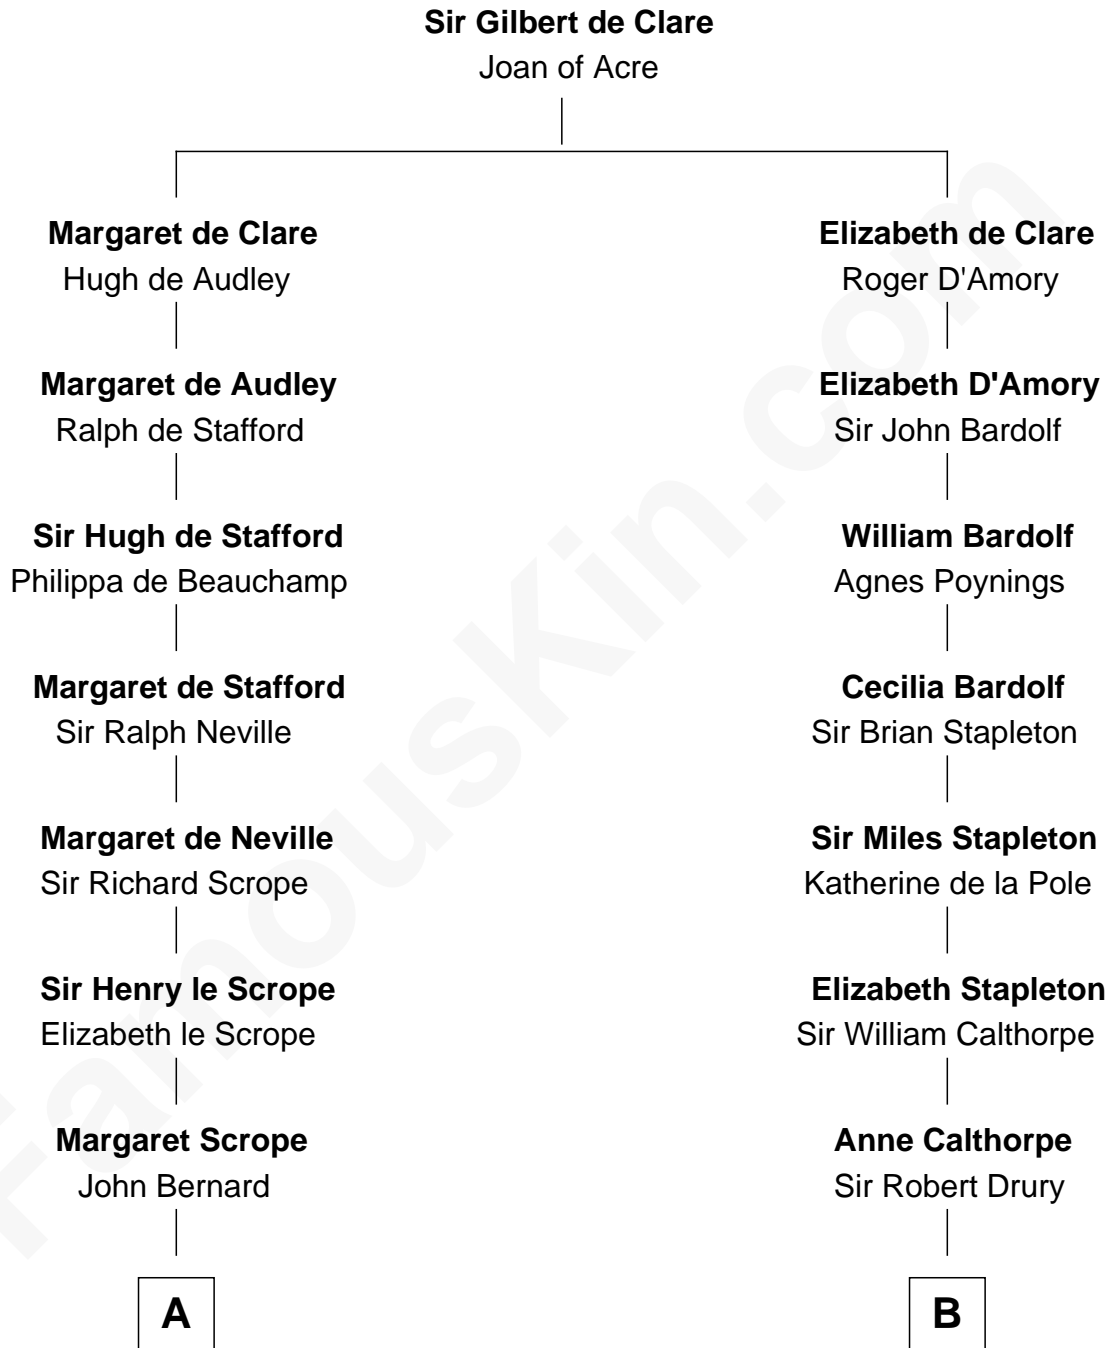 Sir Gilbert de Clare
Joan of Acre
Margaret de Clare
Hugh de Audley
Margaret de Audley
Ralph de Stafford
Sir Hugh de Stafford
Philippa de Beauchamp
Margaret de Stafford
Sir Ralph Neville
Margaret de Neville
Sir Richard Scrope
Sir Henry le Scrope
Elizabeth le Scrope
Margaret Scrope
John Bernard
A
Elizabeth de Clare
Roger D'Amory
Elizabeth D'Amory
Sir John Bardolf
William Bardolf
Agnes Poynings
Cecilia Bardolf
Sir Brian Stapleton
Sir Miles Stapleton
Katherine de la Pole
Elizabeth Stapleton
Sir William Calthorpe
Anne Calthorpe
Sir Robert Drury
B
FamousKin.com